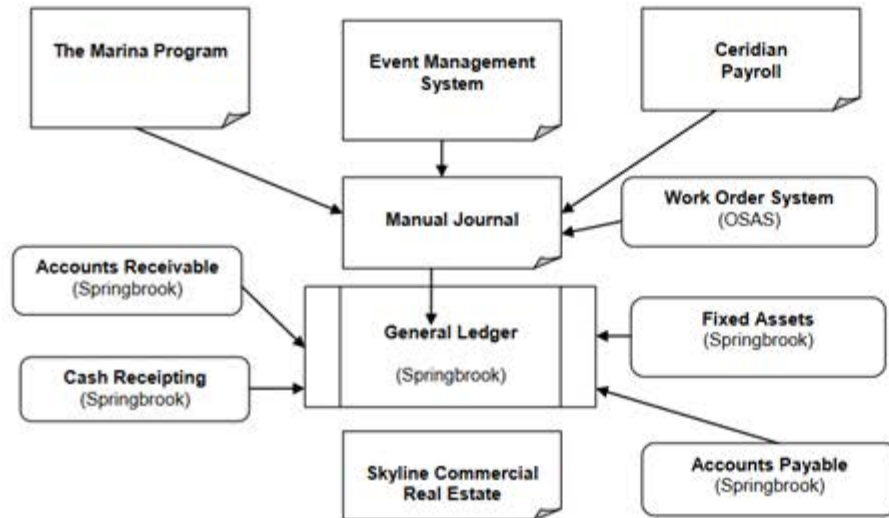 The Marina Program
Event Management
System
Ceridian
Payroll
Manual Journal
Work Order System
(OSAS)
Accounts Receivable
(Springbrook)
General Ledger
(Springbrook)
Fixed Assets
(Springbrook)
Cash Receipting
(Springbrook)
Skyline Commercial
Real Estate
Accounts Payable
(Springbrook)